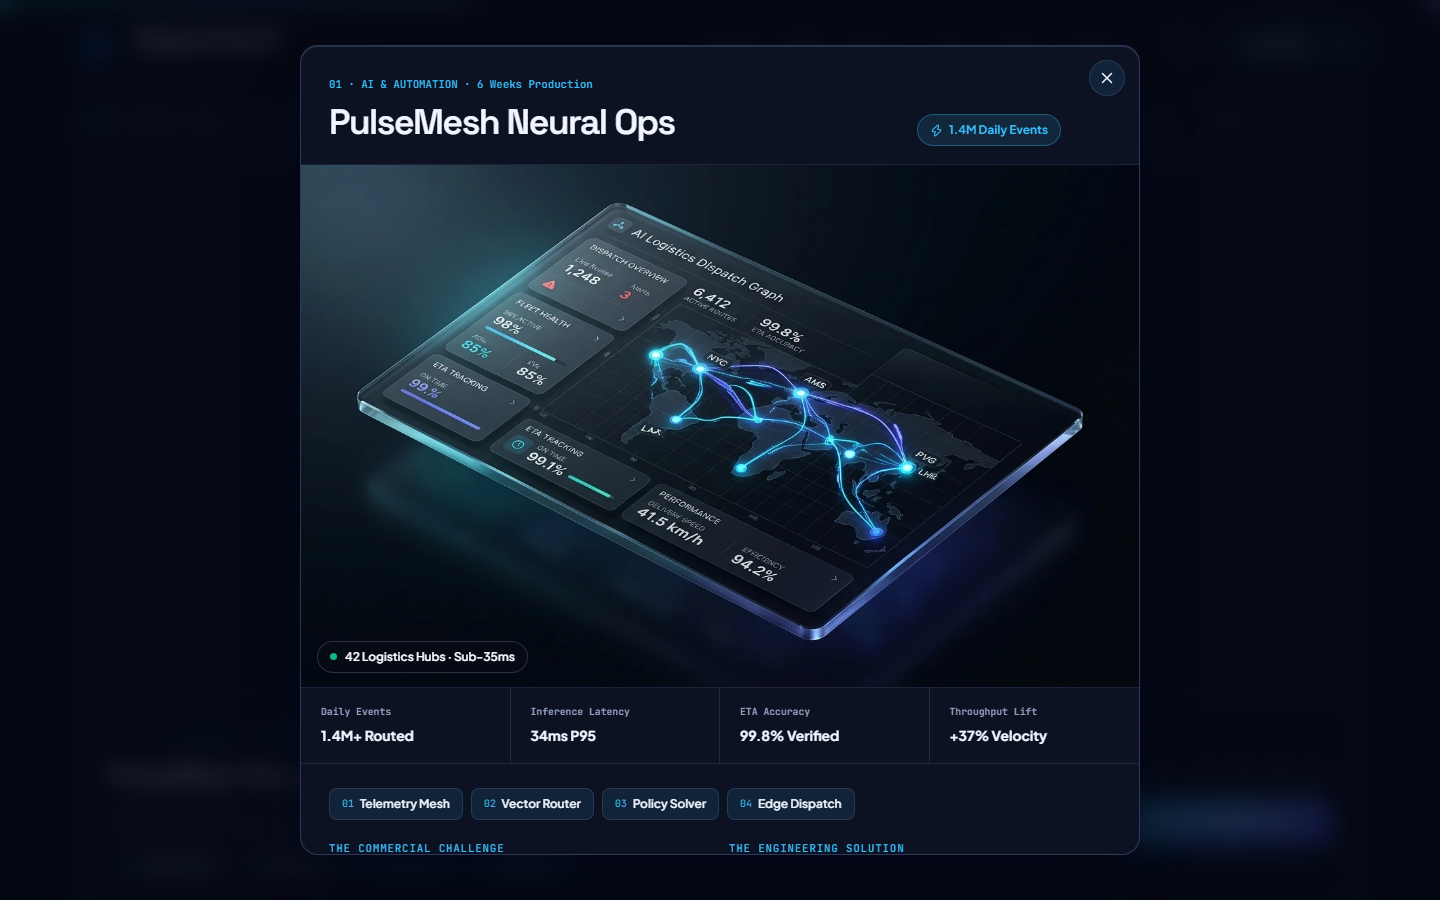 01 · AI & AUTOMATION · 6 Weeks Production
PulseMesh Neural Ops
1.4M Daily Events
AI Logistics Dispatch Graph
DISPATCH OVERVIEW
Live Routes
1,248
Alerts
3
6,412
ACTIVE ROUTES
99.8%
ETA ACCURACY
FLEET HEALTH
98%
85%
85%
ETA TRACKING
ON TIME
99.%
NYC
AMS
LAX
PVG
ETA TRACKING
ON TIME
99.1%
PERFORMANCE
DELIVERY SPEED
41.5 km/h
EFFICIENCY
94.2%
42 Logistics Hubs · Sub-35ms
Daily Events
1.4M+ Routed
Inference Latency
34ms P95
ETA Accuracy
99.8% Verified
Throughput Lift
+37% Velocity
01 Telemetry Mesh
02 Vector Router
03 Policy Solver
04 Edge Dispatch
THE COMMERCIAL CHALLENGE
THE ENGINEERING SOLUTION